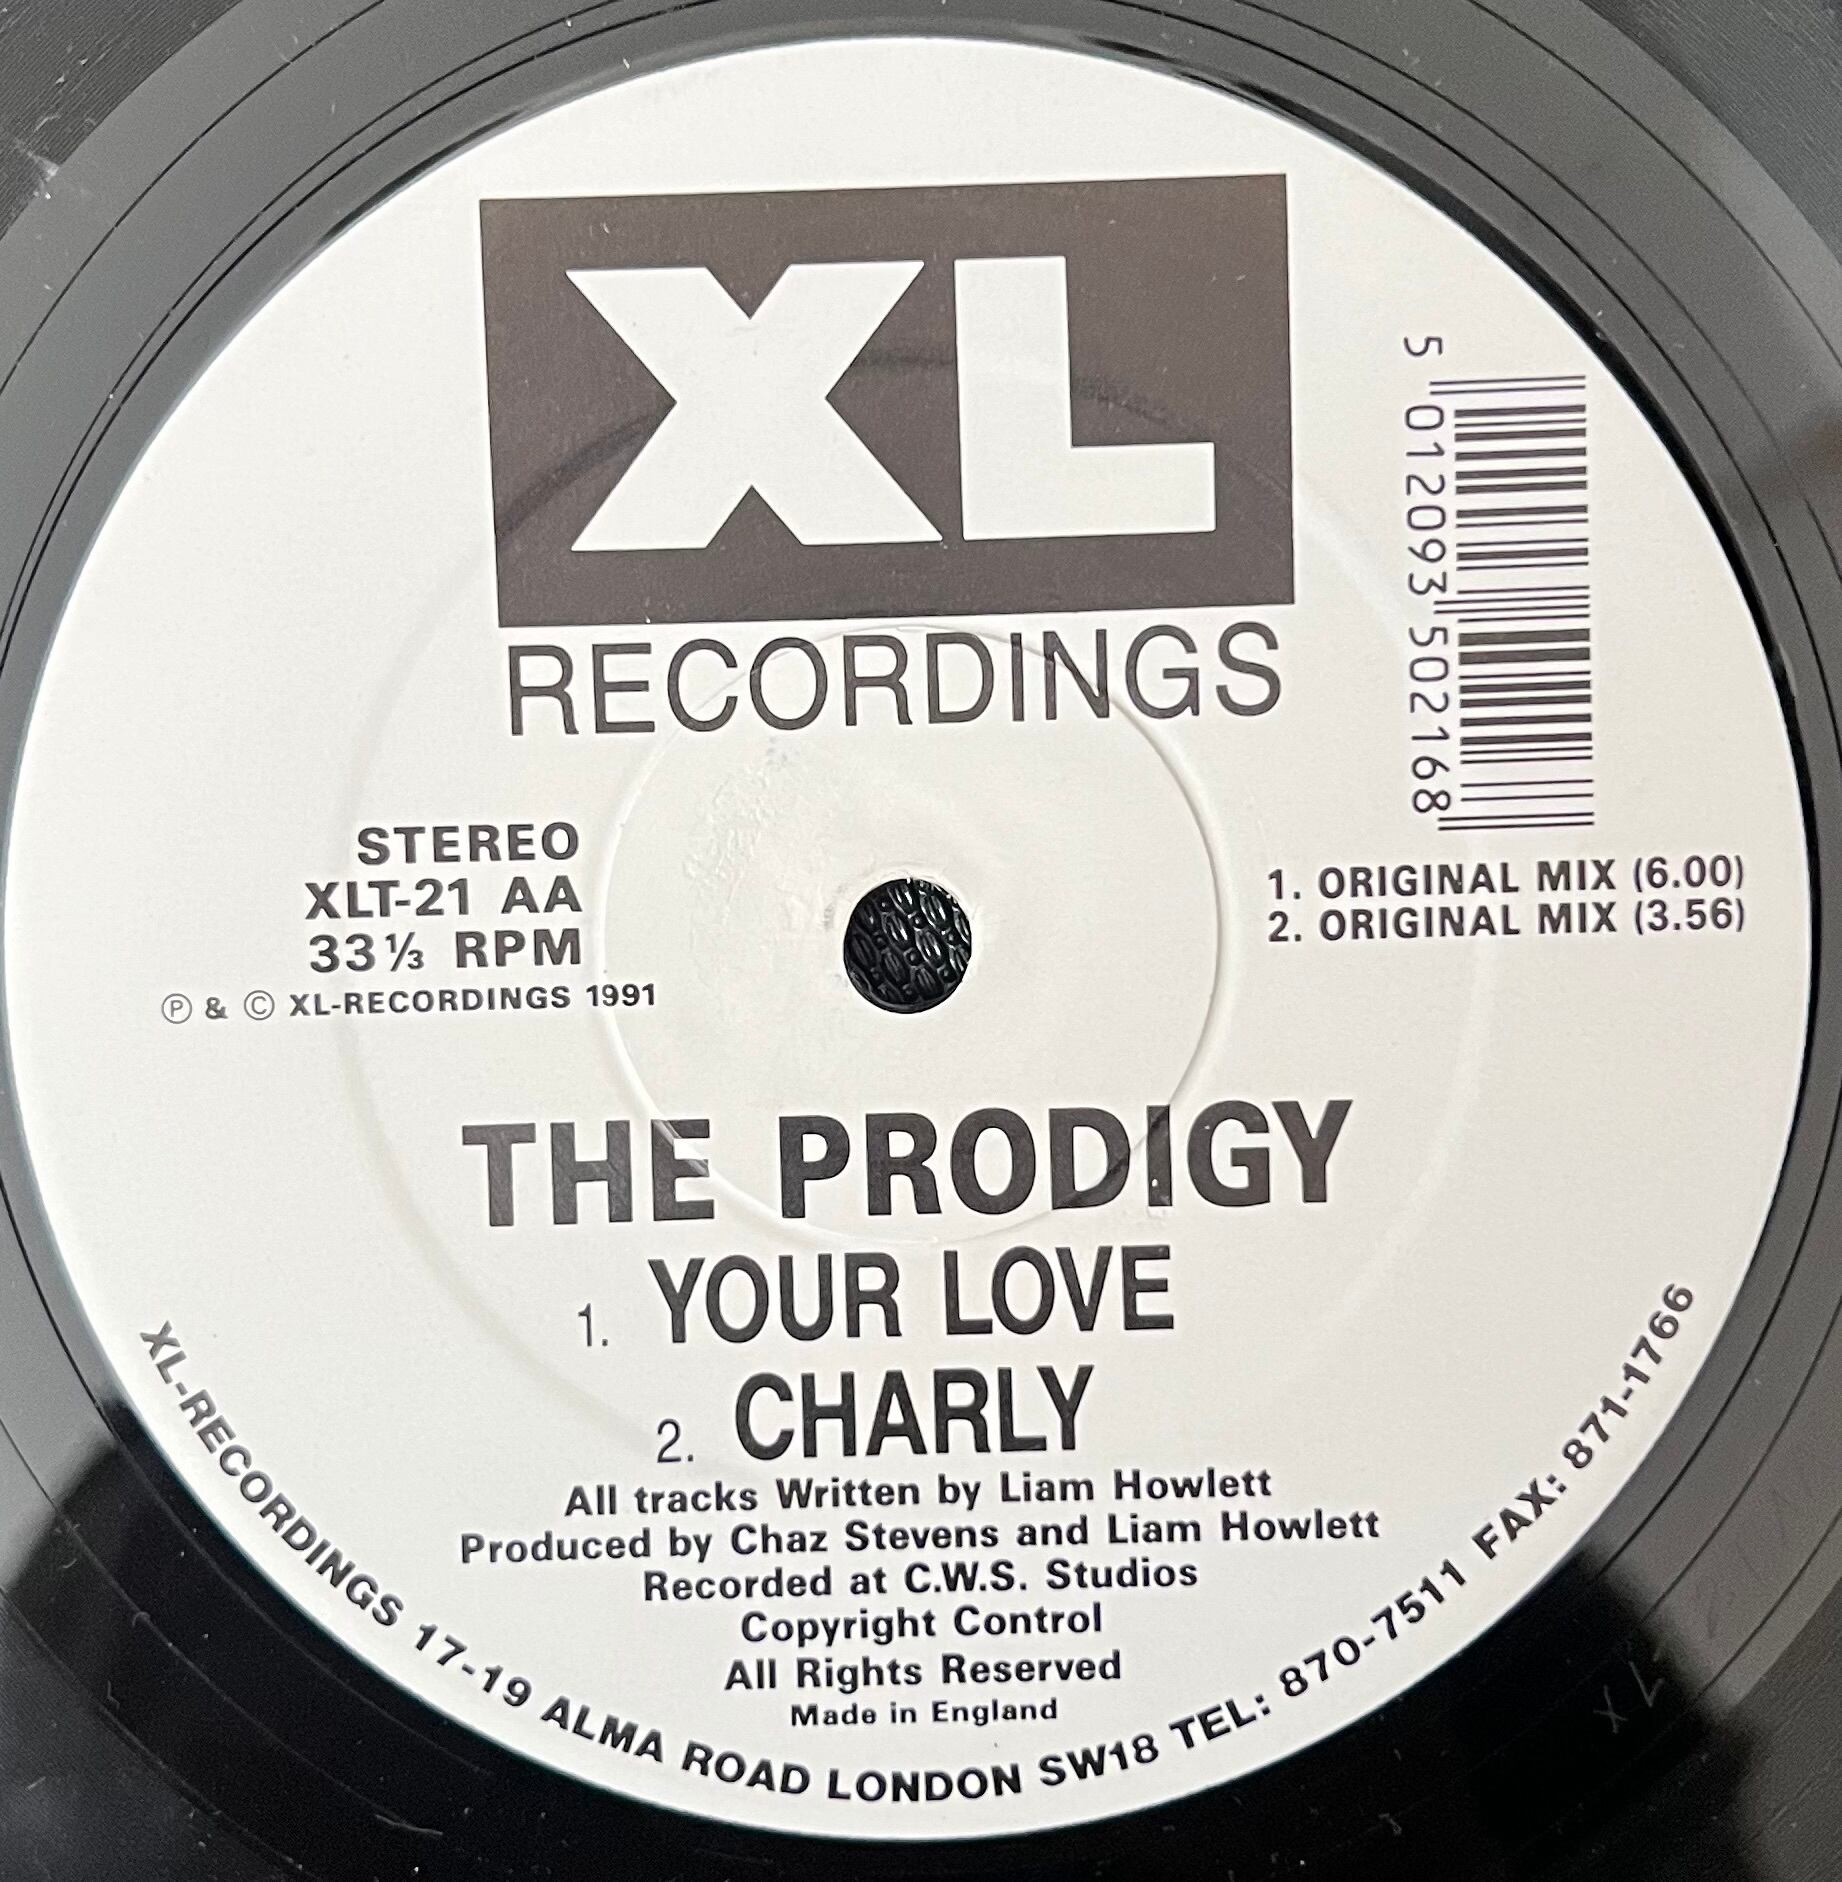 XL
RECORDINGS
5 012093 502168
STEREO
XLT-21 AA
33⅓ RPM
Ⓟ & © XL-RECORDINGS 1991
1. ORIGINAL MIX (6.00)
2. ORIGINAL MIX (3.56)
THE PRODIGY
1. YOUR LOVE
2. CHARLY
All tracks Written by Liam Howlett
Produced by Chaz Stevens and Liam Howlett
Recorded at C.W.S. Studios
Copyright Control
All Rights Reserved
Made in England
XL-RECORDINGS 17-19 ALMA ROAD LONDON SW18 TEL: 870-7511 FAX: 871-1766